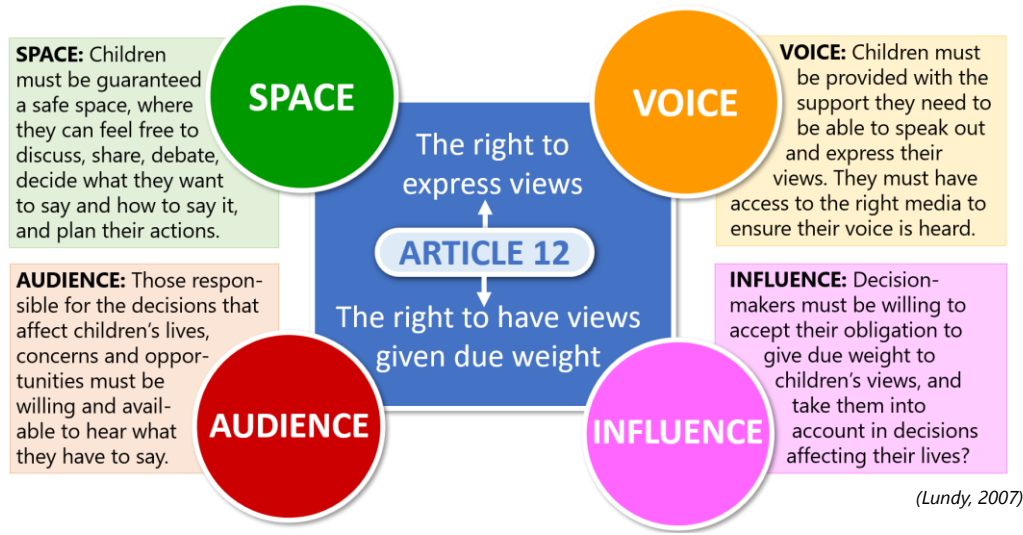 SPACE: Children
must be guaranteed
a safe space, where
they can feel free to
discuss, share, debate,
decide what they want
to say and how to say it,
and plan their actions.
SPACE
The right to
express views
ARTICLE 12
The right to have views
given due weight
VOICE
VOICE: Children must
be provided with the
support they need to
be able to speak out
and express their
views. They must have
access to the right media to
ensure their voice is heard.
AUDIENCE: Those respon-
sible for the decisions that
affect children’s lives,
concerns and oppor-
tunities must be
willing and avail-
able to hear what
they have to say.
AUDIENCE
INFLUENCE
INFLUENCE: Decision-
makers must be willing to
accept their obligation to
give due weight to
children’s views, and
take them into
account in decisions
affecting their lives?
(Lundy, 2007)